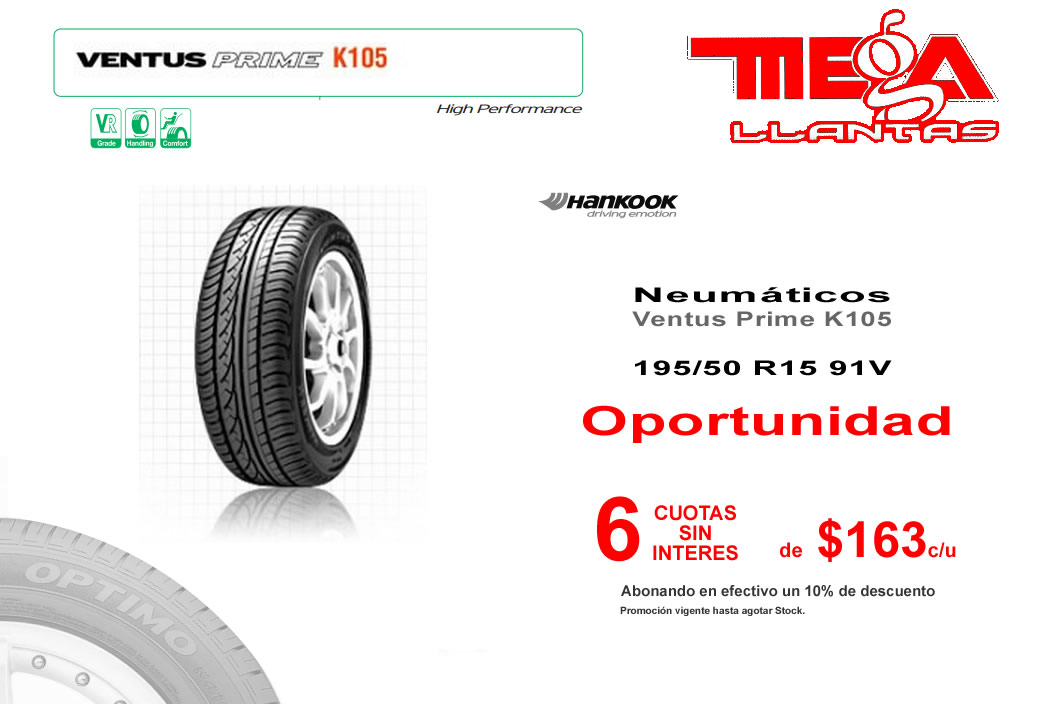 VENTUS PRIME K105
High Performance
VR
Grade
Handling
Comfort
MEGA
LLANTAS
HANKOOK
driving emotion
Neumáticos
Ventus Prime K105
195/50 R15 91V
Oportunidad
6 CUOTAS
SIN
INTERES
de $163c/u
Abonando en efectivo un 10% de descuento
Promoción vigente hasta agotar Stock.
OPTIMO